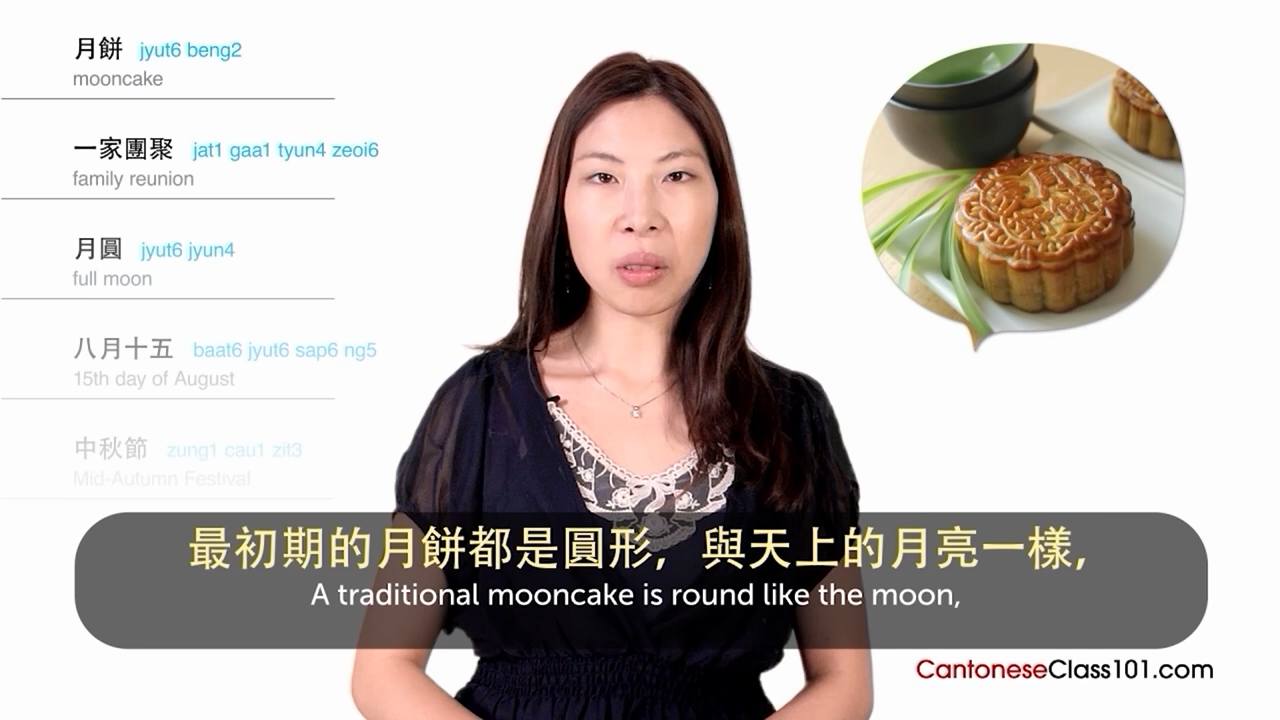 月餅 jyut6 beng2
mooncake
一家團聚 jat1 gaa1 tyun4 zeoi6
family reunion
月圓 jyut6 jyun4
full moon
八月十五 baat6 jyut6 sap6 ng5
15th day of August
中秋節 zung1 cau1 zit3
Mid-Autumn Festival
最初期的月餅都是圓形，與天上的月亮一樣,
A traditional mooncake is round like the moon,
CantoneseClass101.com